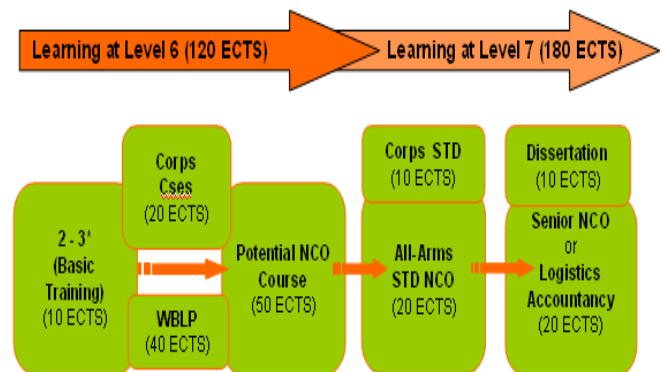 Learning at Level 6 (120 ECTS)
Learning at Level 7 (180 ECTS)
Corps
Cses
(20 ECTS)
2 - 3*
(Basic
Training)
(10 ECTS)
WBLP
(40 ECTS)
Potential NCO
Course
(50 ECTS)
Corps STD
(10 ECTS)
All-Arms
STD NCO
(20 ECTS)
Dissertation
(10 ECTS)
Senior NCO
or
Logistics
Accountancy
(20 ECTS)